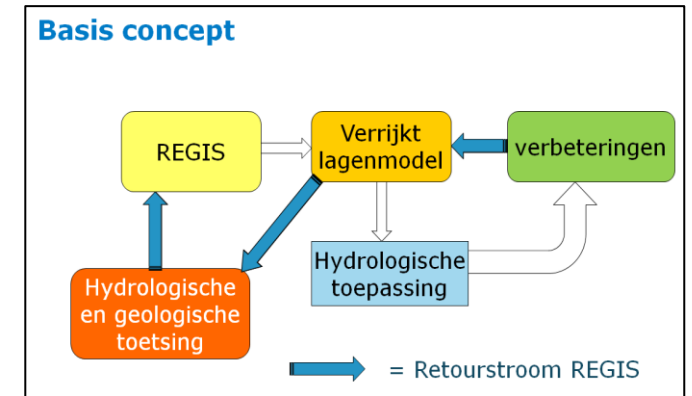 Basis concept
REGIS
Verrijkt
lagenmodel
verbeteringen
Hydrologische
toepassing
Hydrologische
en geologische
toetsing
= Retourstroom REGIS